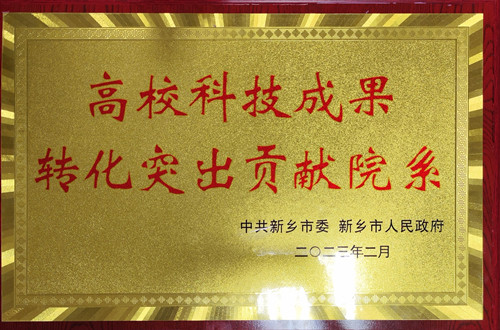 高校科技成果
转化突出贡献院系
中共新乡市委 新乡市人民政府
二〇二三年二月